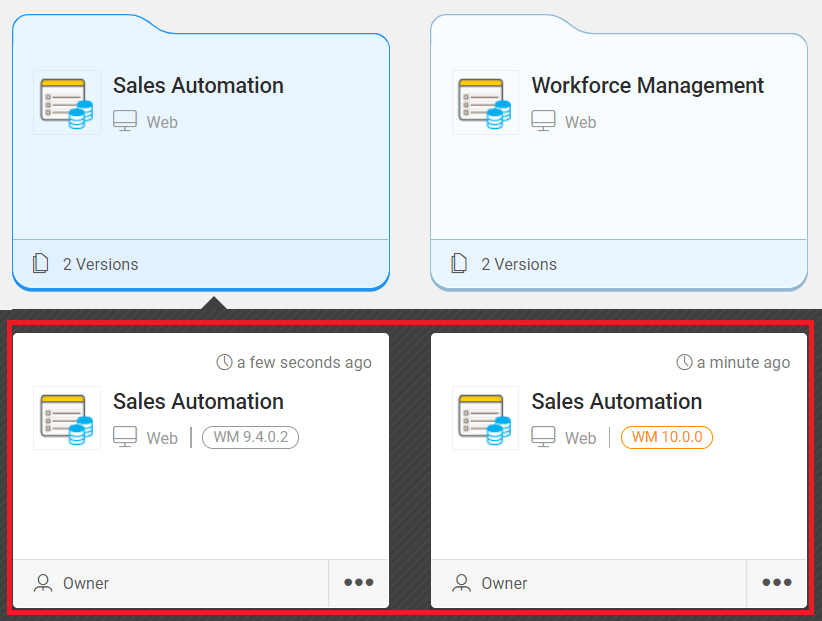 Sales Automation
Web
2 Versions
Workforce Management
Web
2 Versions
a few seconds ago
Sales Automation
Web | WM 9.4.0.2
Owner
a minute ago
Sales Automation
Web | WM 10.0.0
Owner